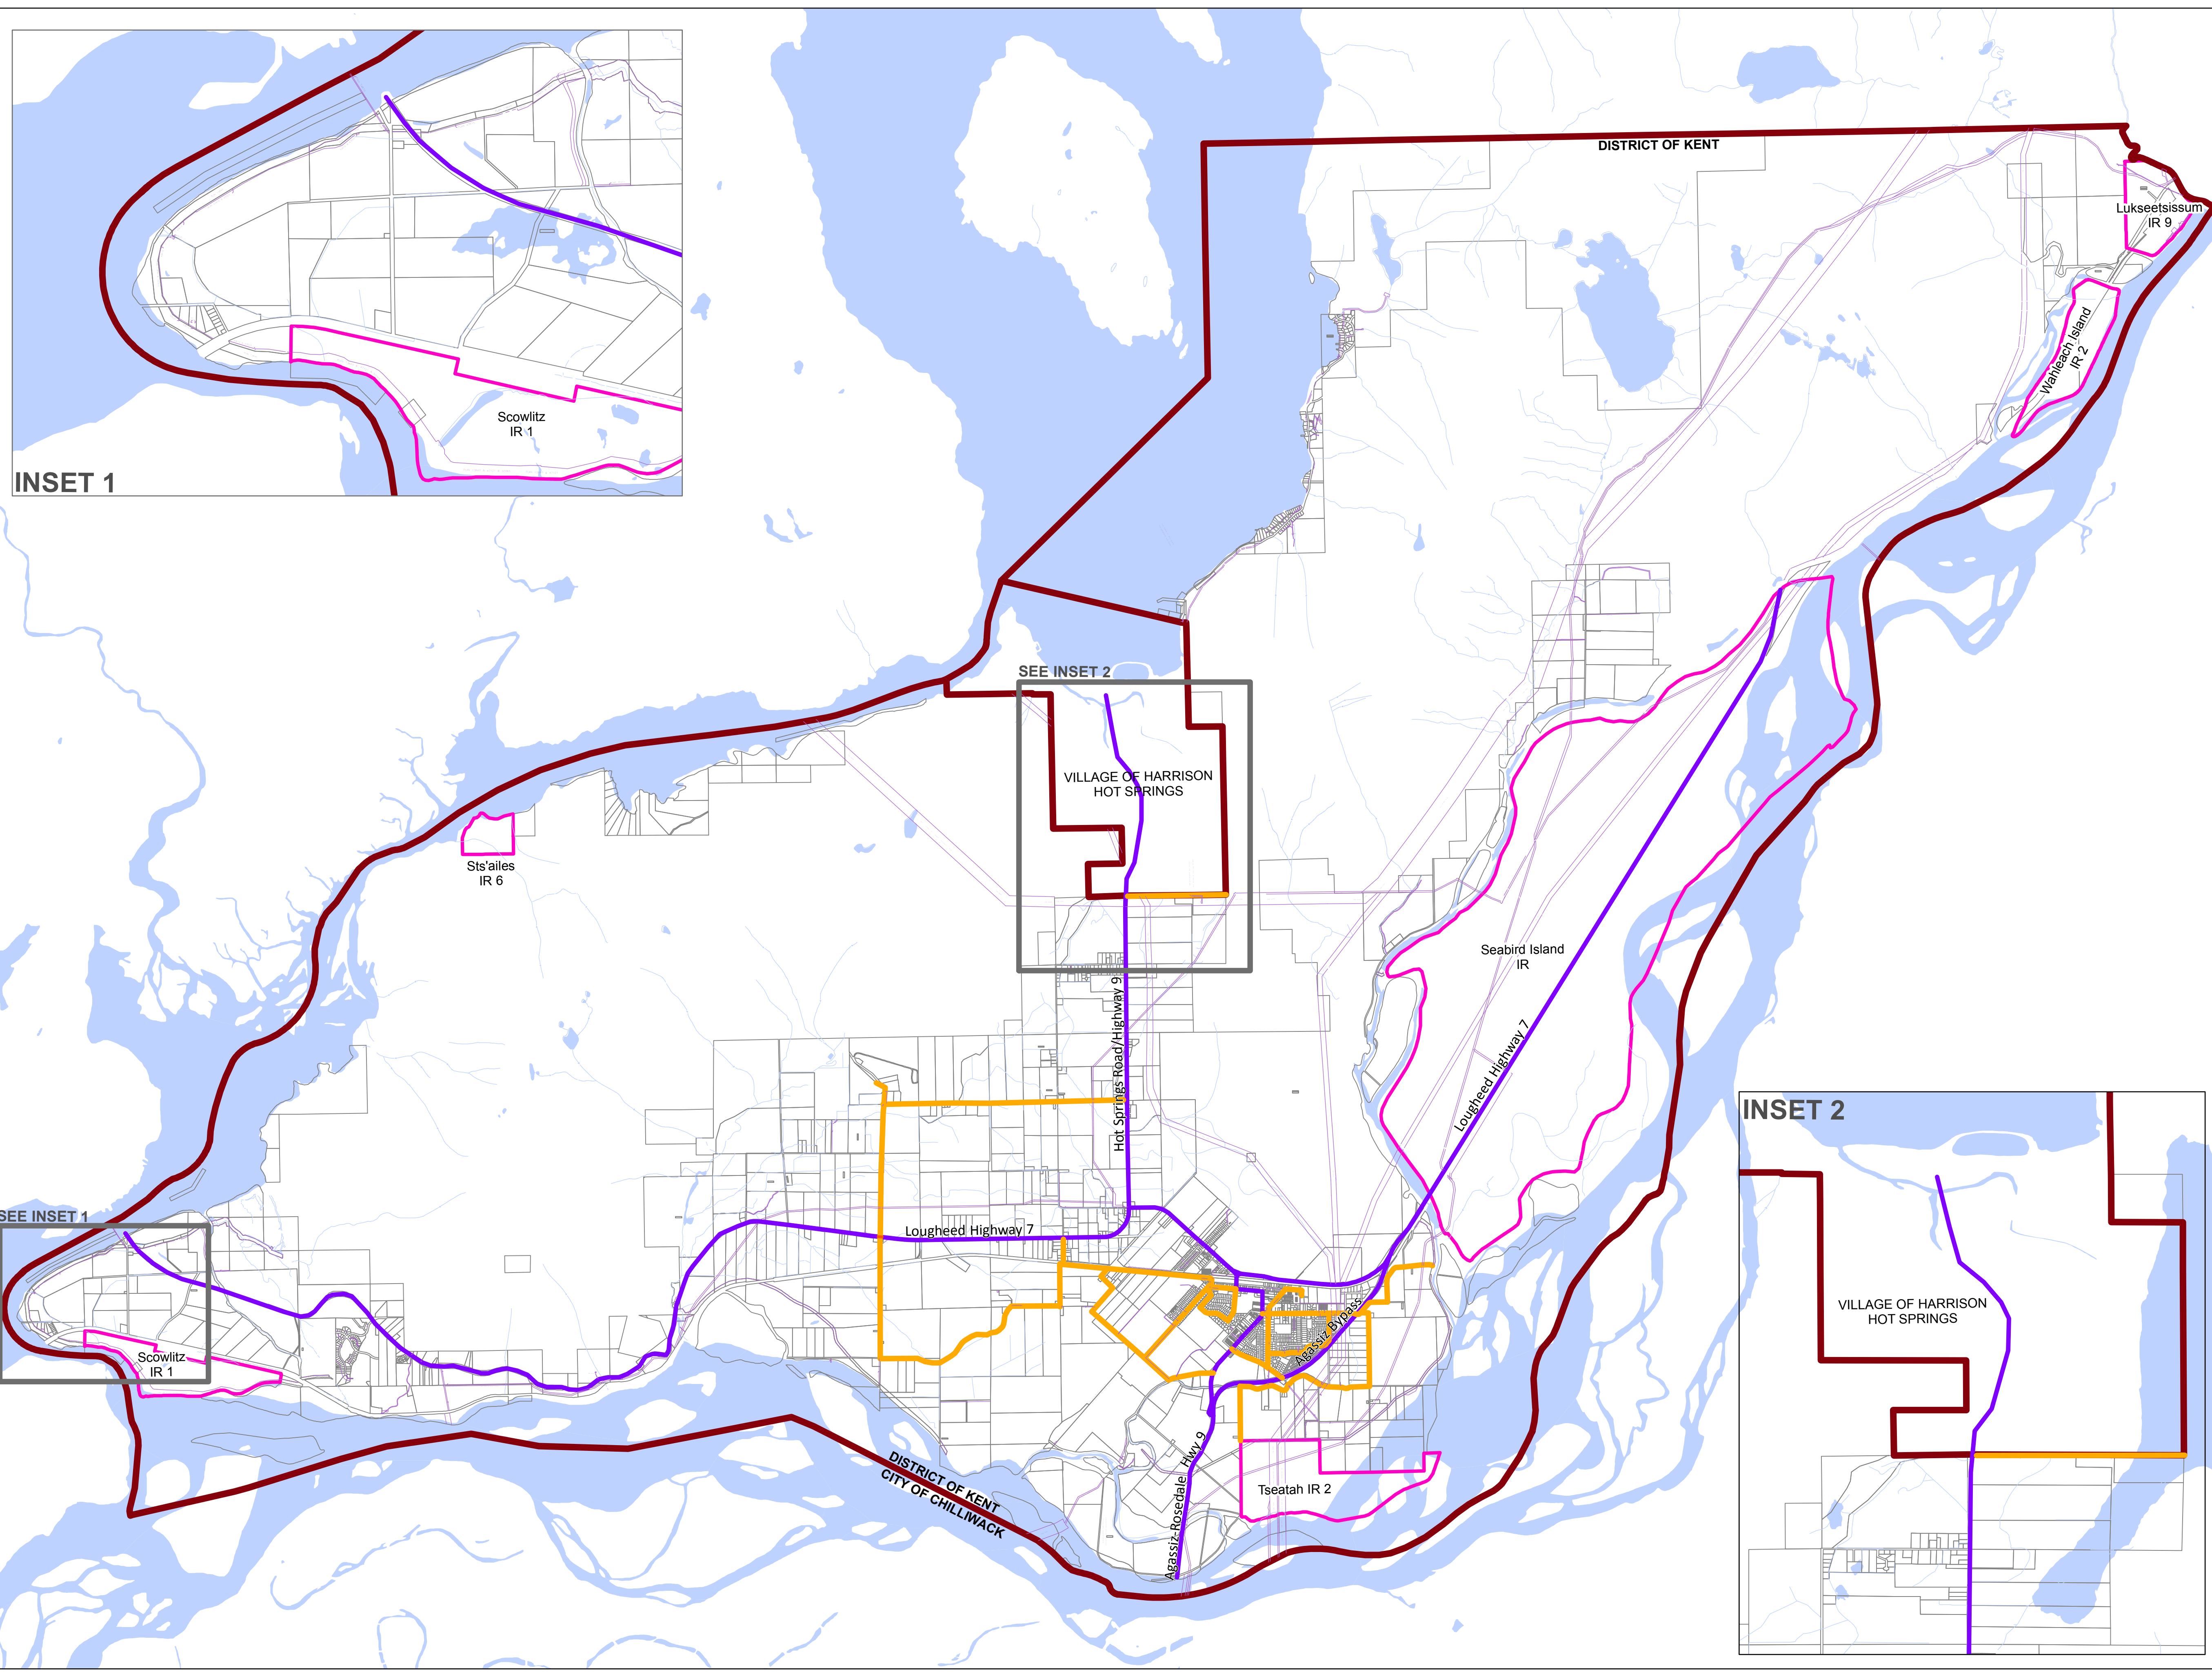 DISTRICT OF KENT
Lukseetsissum
IR 9
Wahleach Island
IR 2
Scowlitz
IR 1
INSET 1
SEE INSET 2
VILLAGE OF HARRISON
HOT SPRINGS
Sts'ailes
IR 6
Seabird Island
IR
Hot Springs Road/Highway 9
Lougheed Highway 7
INSET 2
SEE INSET 1
Lougheed Highway 7
Agassiz Bypass
Scowlitz
IR 1
VILLAGE OF HARRISON
HOT SPRINGS
DISTRICT OF KENT
CITY OF CHILLIWACK
Agassiz-Rosedale Hwy 9
Tseatah IR 2